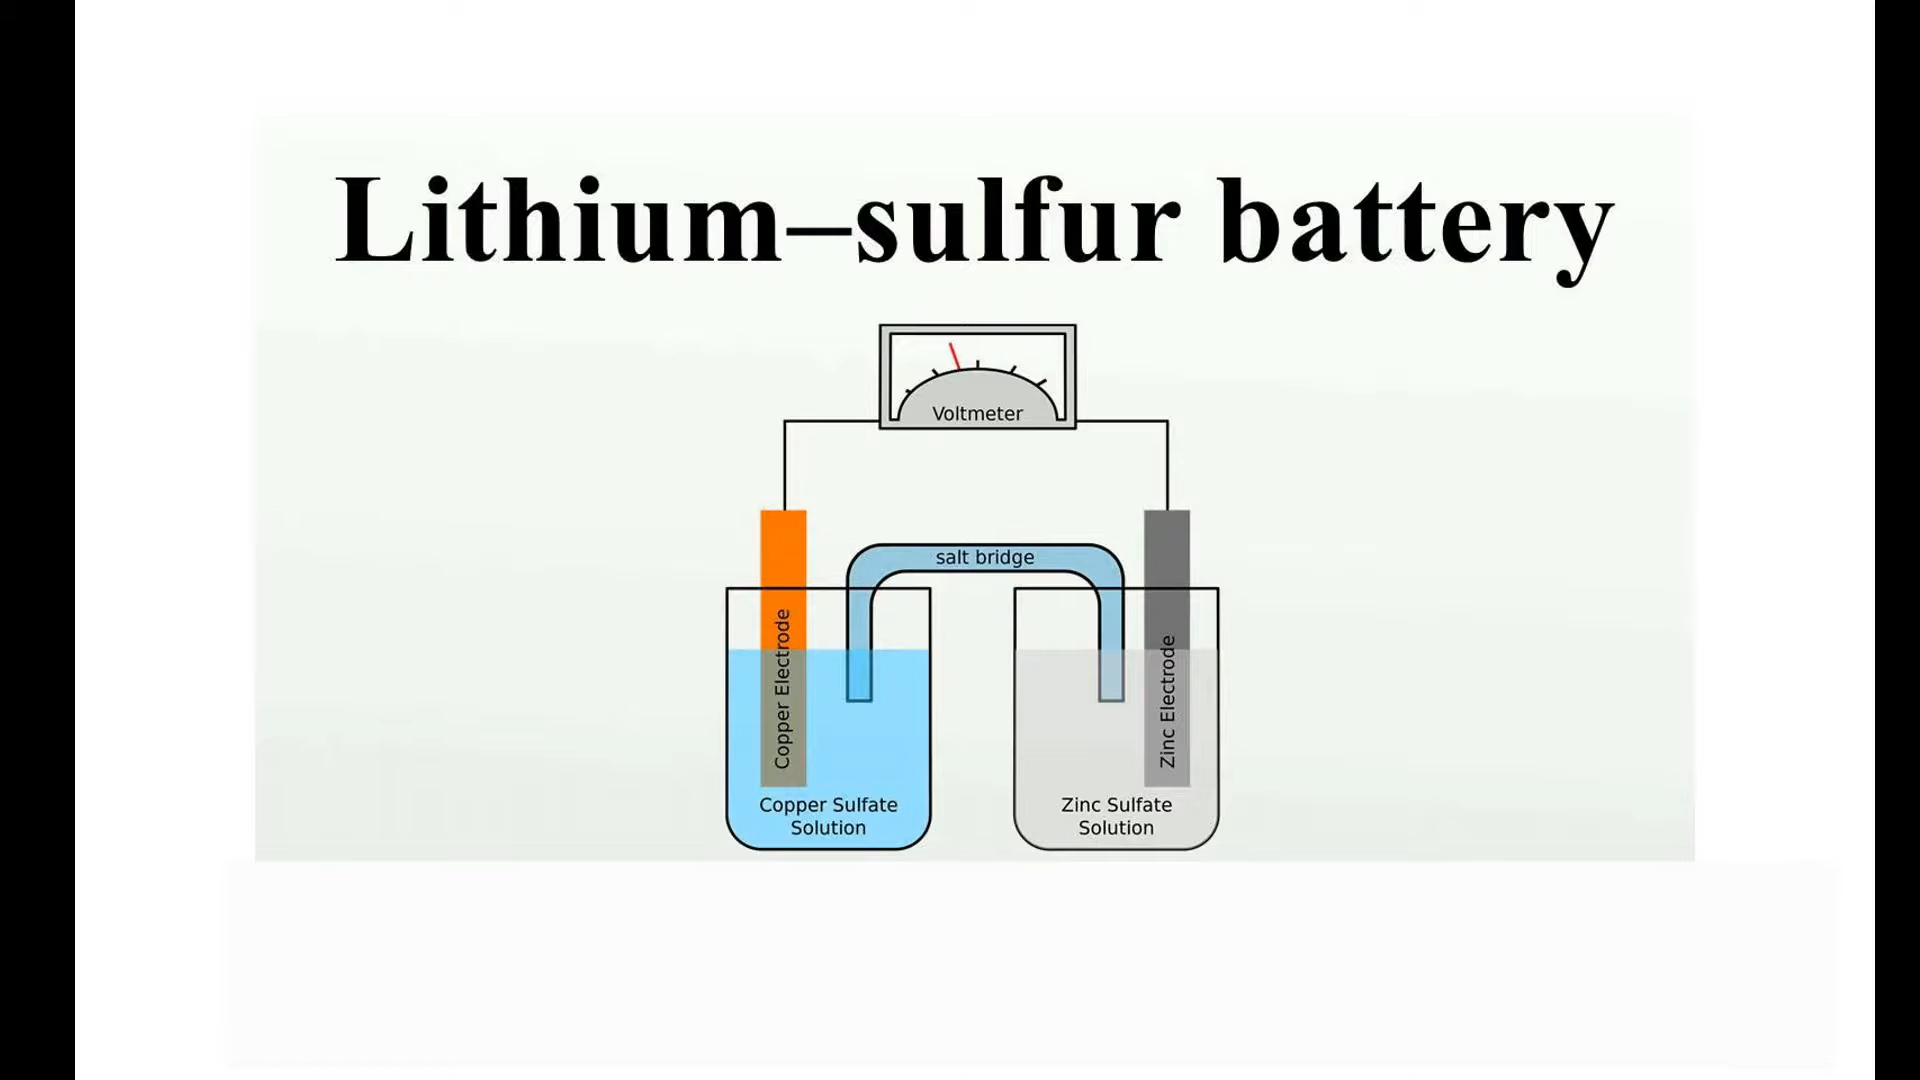 Lithium–sulfur battery
Voltmeter
salt bridge
Copper Electrode
Zinc Electrode
Copper Sulfate
Solution
Zinc Sulfate
Solution